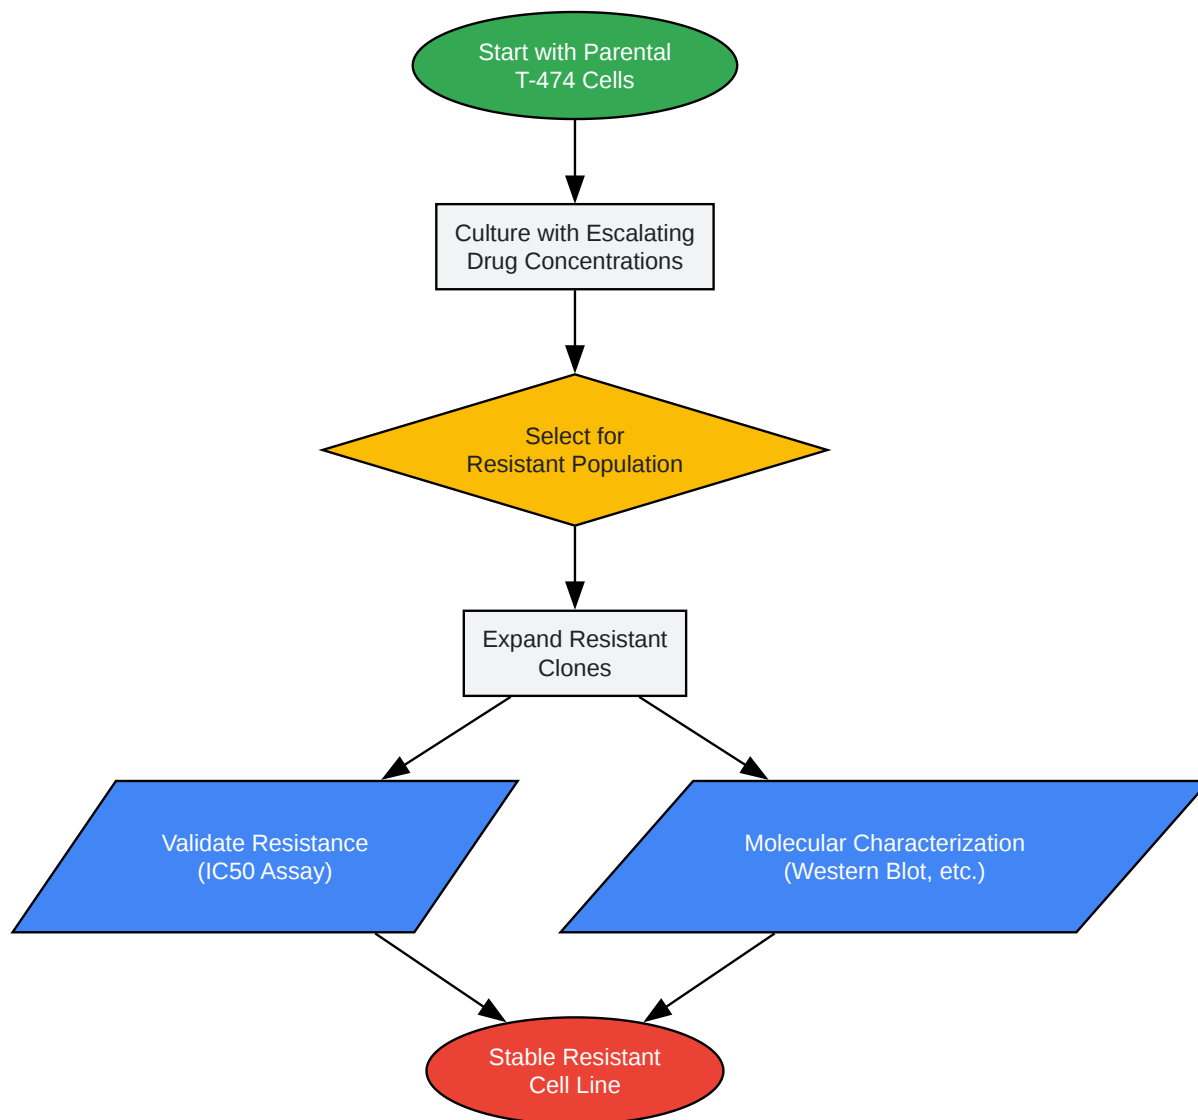 Start with Parental
T-474 Cells
Culture with Escalating
Drug Concentrations
Select for
Resistant Population
Expand Resistant
Clones
Validate Resistance
(IC50 Assay)
Molecular Characterization
(Western Blot, etc.)
Stable Resistant
Cell Line